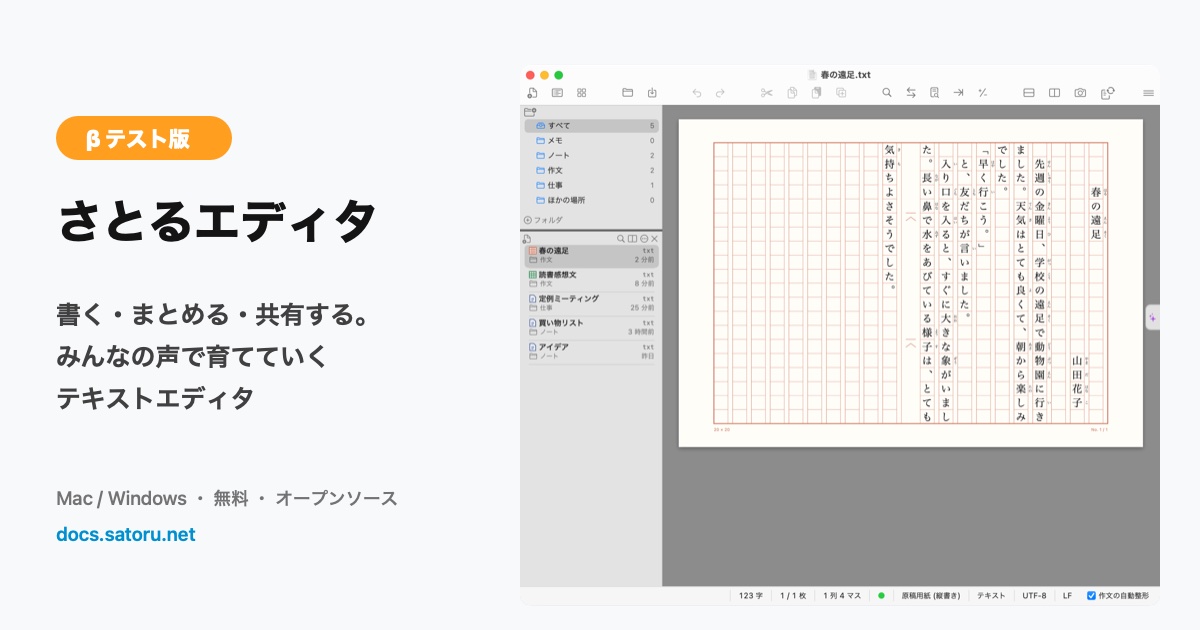 βテスト版
さとるエディタ
書く・まとめる・共有する。
みんなの声で育てていく
テキストエディタ
Mac / Windows ・ 無料 ・ オープンソース
docs.satoru.net
春の遠足.txt
すべて 5
メモ 0
ノート 2
作文 2
仕事 1
ほかの場所 0
フォルダ
春の遠足 txt
作文 2 分前
読書感想文 txt
作文 8 分前
定例ミーティング txt
仕事 25 分前
買い物リスト txt
ノート 3 時間前
アイデア txt
ノート 昨日
春の遠足
山田花子
先週の金曜日、学校の遠足で動物園に行き
ました。天気はとても良くて、朝から楽しみ
でした。
「早く行こう。」
と、友だちが言いました。
入り口を入ると、すぐに大きな象がいまし
た。長い鼻で水をあびている様子は、とても
気持ちよさそうでした。
20 x 20
No. 1 / 1
123 字 1 / 1 枚 1 列 4 マス 原稿用紙 (縦書き) テキスト UTF-8 LF 作文の自動整形